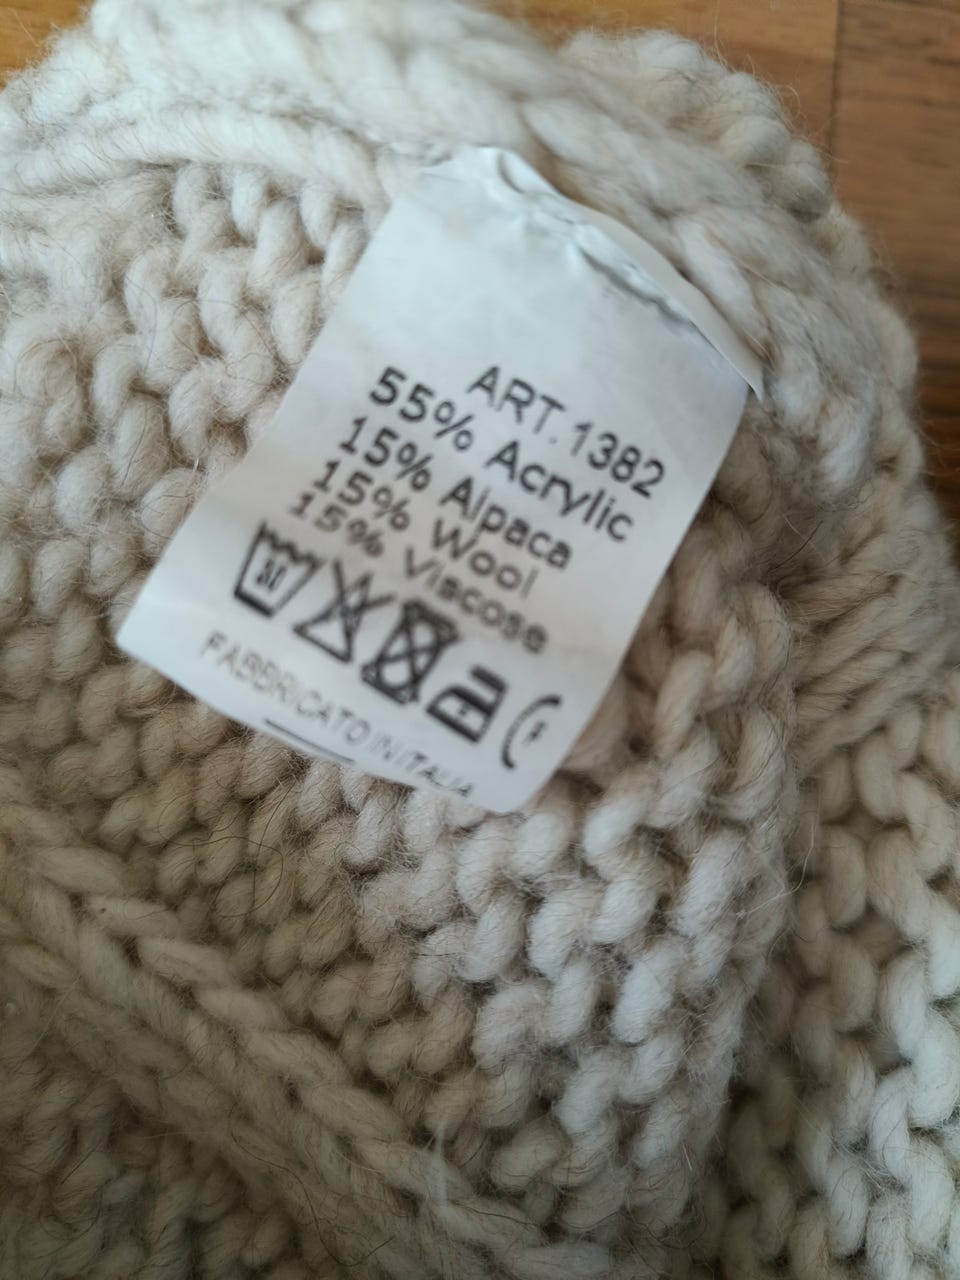 ART. 1382
55% Acrylic
15% Alpaca
15% Wool
15% Viscose
F
FABBRICATO IN ITALIA